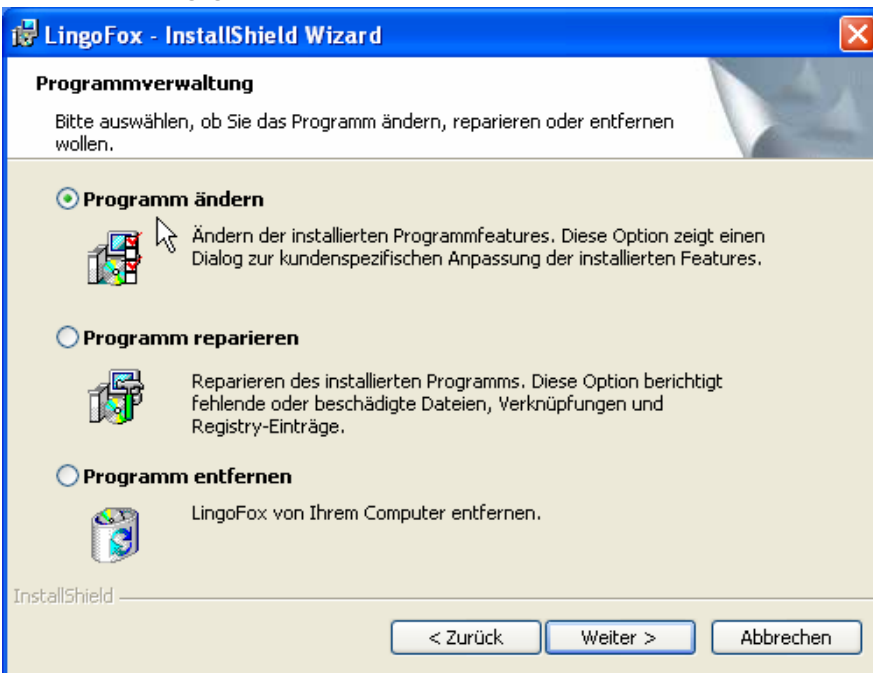 LingoFox - InstallShield Wizard
Programmverwaltung
Bitte auswählen, ob Sie das Programm ändern, reparieren oder entfernen
wollen.
Programm ändern
Ändern der installierten Programmfeatures. Diese Option zeigt einen
Dialog zur kundenspezifischen Anpassung der installierten Features.
Programm reparieren
Reparieren des installierten Programms. Diese Option berichtigt
fehlende oder beschädigte Dateien, Verknüpfungen und
Registry-Einträge.
Programm entfernen
LingoFox von Ihrem Computer entfernen.
InstallShield
< Zurück Weiter > Abbrechen